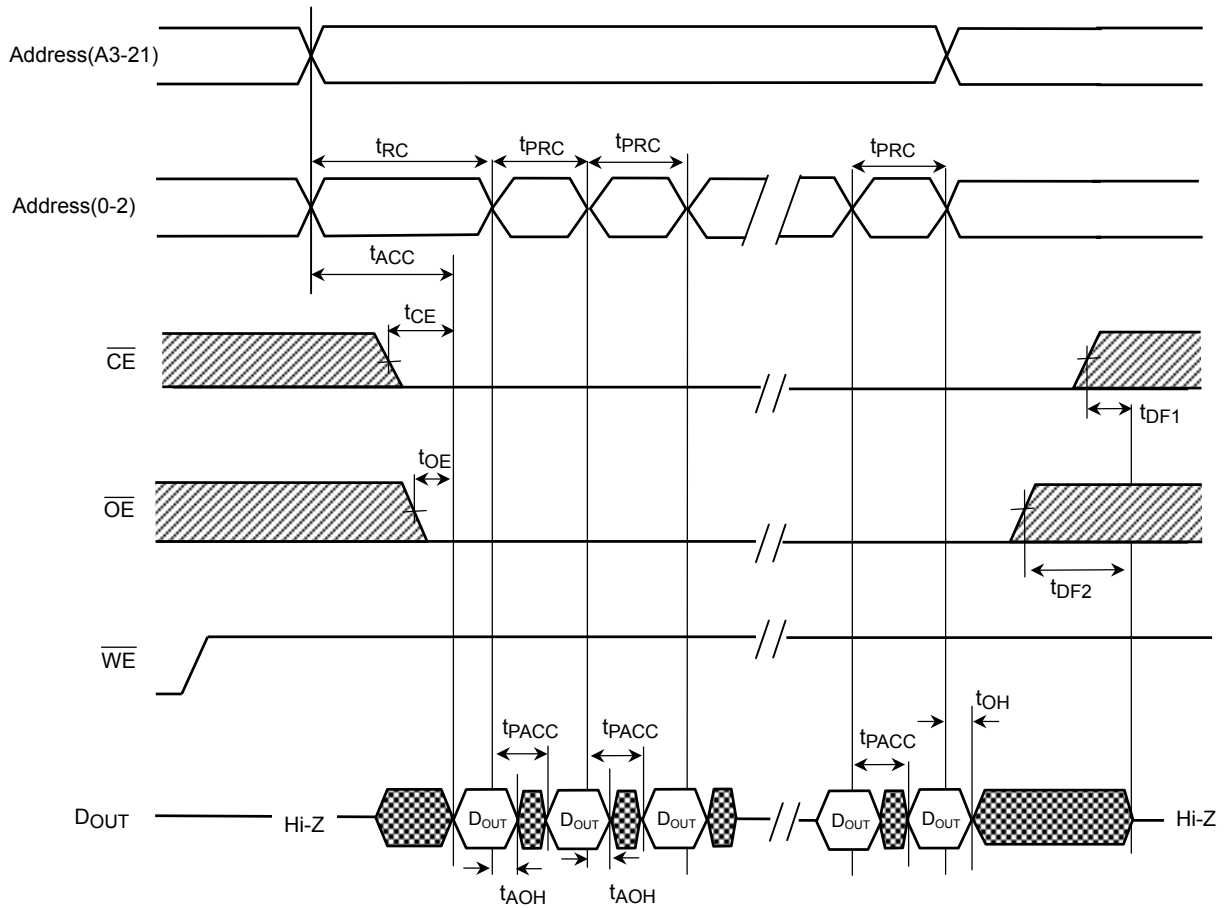 Address(A3-21)
tRC
tPRC
tPRC
tPRC
Address(0-2)
tACC
tCE
CE
tDF1
tOE
OE
tDF2
WE
tOH
tPACC
tPACC
tPACC
DOUT
Hi-Z
DOUT
DOUT
DOUT
DOUT
DOUT
Hi-Z
tAOH
tAOH